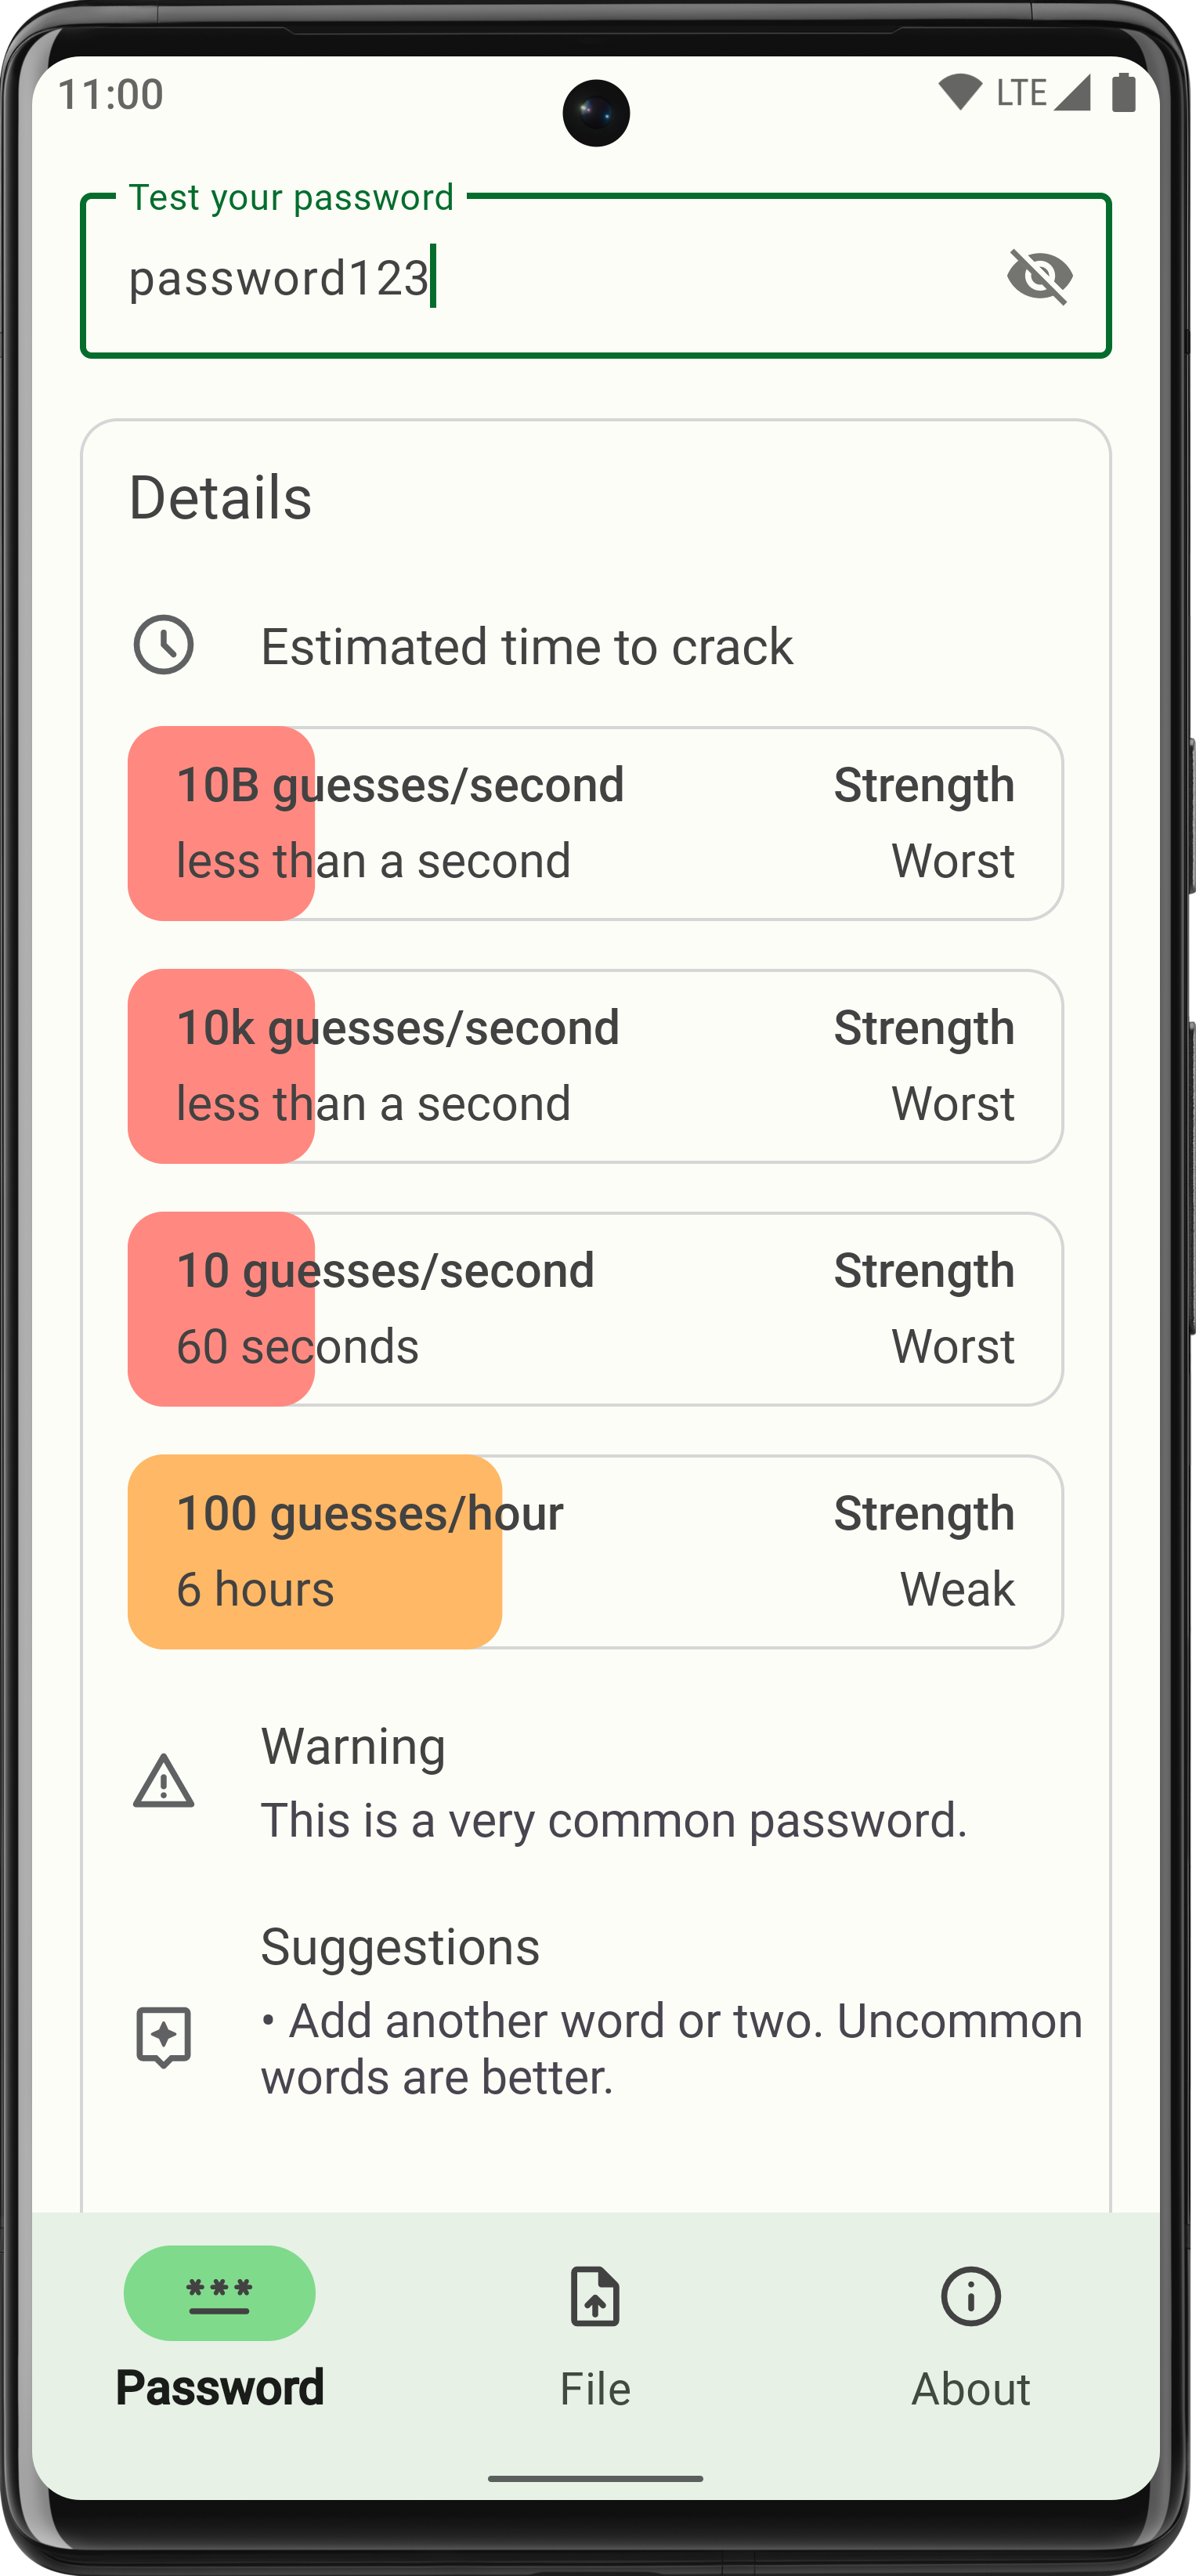 11:00
LTE
Test your password
password123
Details
Estimated time to crack
10B guesses/second Strength
less than a second Worst
10k guesses/second Strength
less than a second Worst
10 guesses/second Strength
60 seconds Worst
100 guesses/hour Strength
6 hours Weak
Warning
This is a very common password.
Suggestions
• Add another word or two. Uncommon
words are better.
Password File About